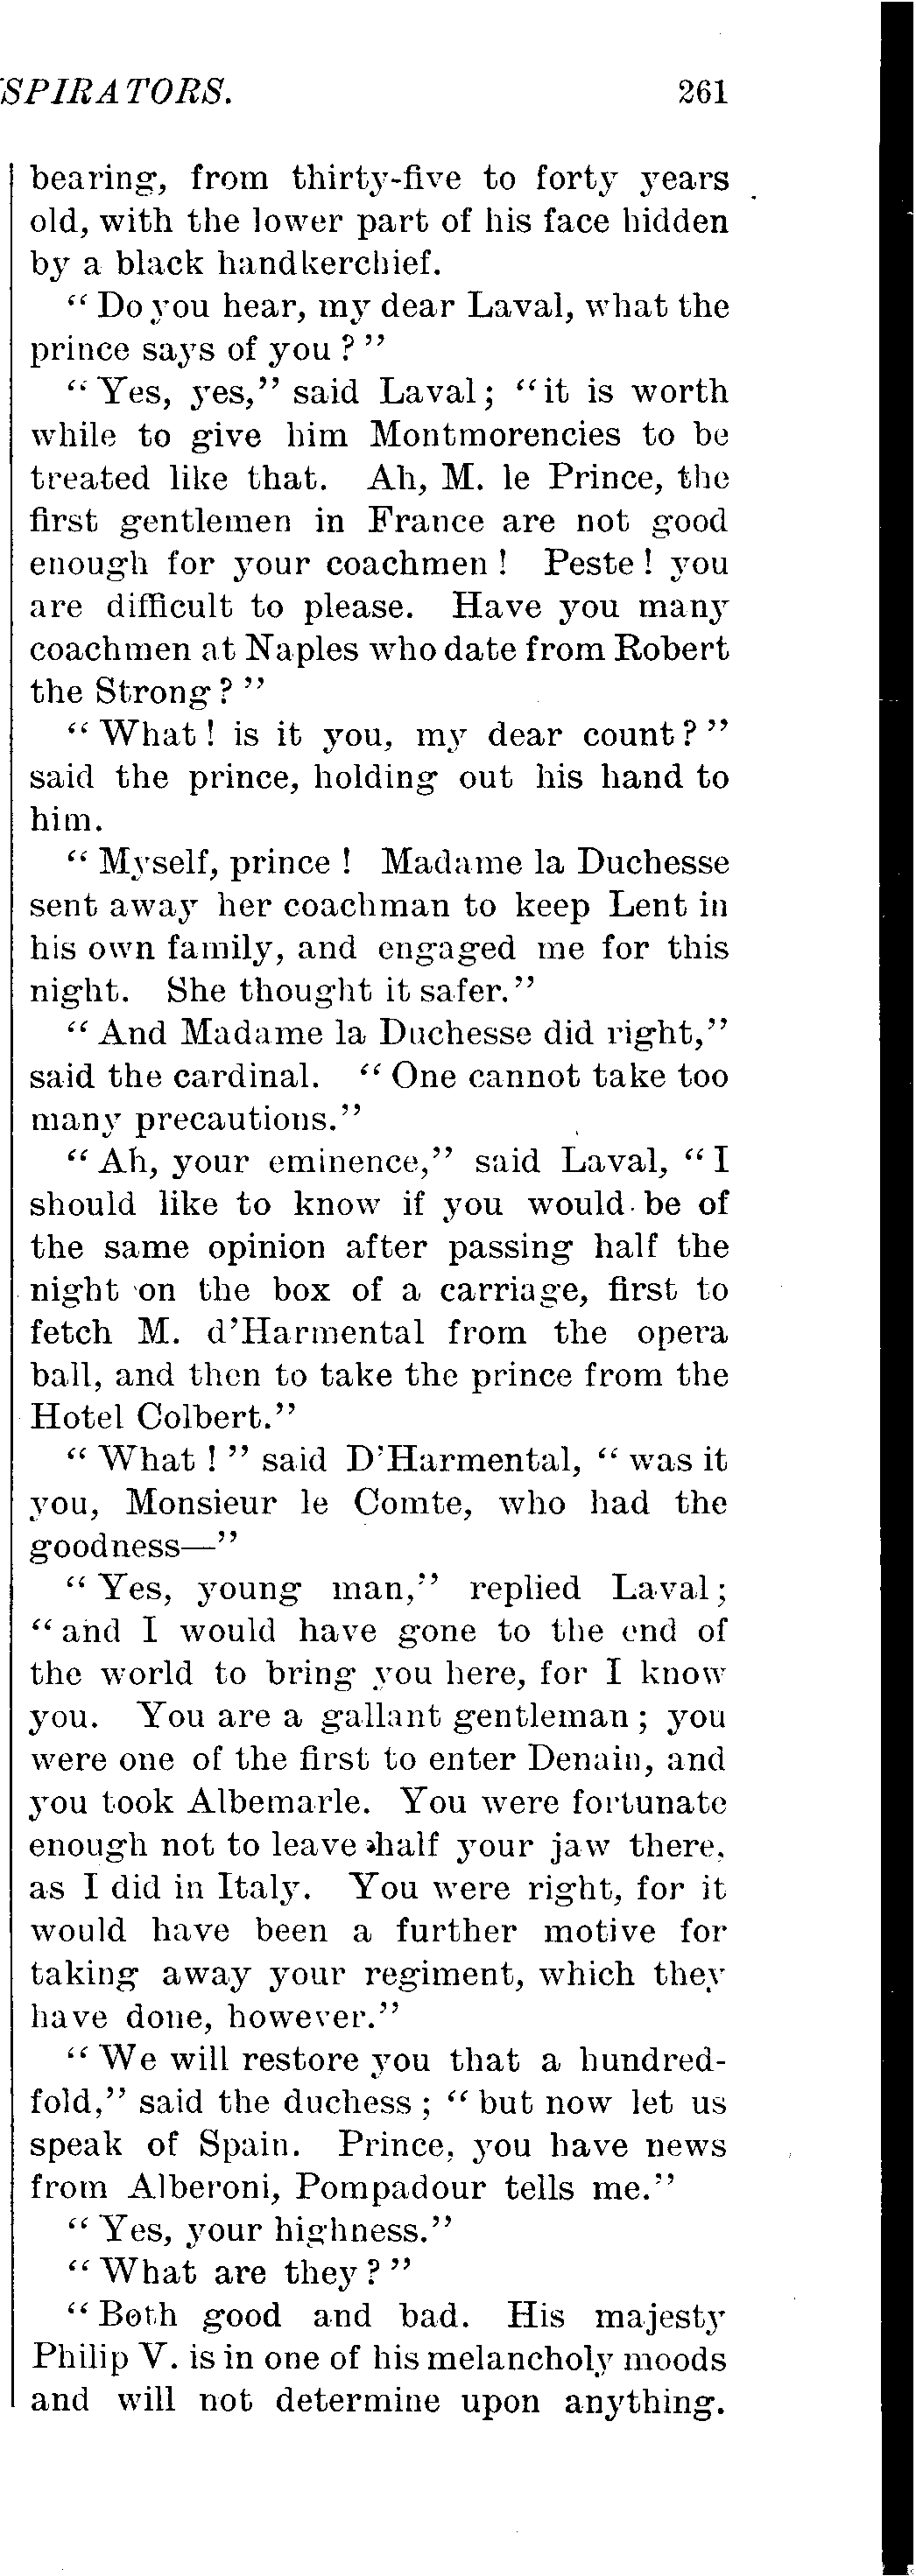 SPIRATORS. 261
bearing, from thirty-five to forty years
old, with the lower part of his face hidden
by a black handkerchief.
“Do you hear, my dear Laval, what the
prince says of you?”
“Yes, yes,” said Laval; “it is worth
while to give him Montmorencies to be
treated like that. Ah, M. le Prince, the
first gentlemen in France are not good
enough for your coachmen! Peste! you
are difficult to please. Have you many
coachmen at Naples who date from Robert
the Strong?”
“What! is it you, my dear count?”
said the prince, holding out his hand to
him.
“Myself, prince! Madame la Duchesse
sent away her coachman to keep Lent in
his own family, and engaged me for this
night. She thought it safer.”
“And Madame la Duchesse did right,”
said the cardinal. “One cannot take too
many precautions.”
“Ah, your eminence,” said Laval, “I
should like to know if you would be of
the same opinion after passing half the
night on the box of a carriage, first to
fetch M. d'Harmental from the opera
ball, and then to take the prince from the
Hotel Colbert.”
“What!” said D'Harmental, “was it
you, Monsieur le Comte, who had the
goodness—”
“Yes, young man,” replied Laval;
“and I would have gone to the end of
the world to bring you here, for I know
you. You are a gallant gentleman; you
were one of the first to enter Denain, and
you took Albemarle. You were fortunate
enough not to leave half your jaw there,
as I did in Italy. You were right, for it
would have been a further motive for
taking away your regiment, which they
have done, however.”
“We will restore you that a hundred-
fold,” said the duchess; “but now let us
speak of Spain. Prince, you have news
from Alberoni, Pompadour tells me.”
“Yes, your highness.”
“What are they?”
“Both good and bad. His majesty
Philip V. is in one of his melancholy moods
and will not determine upon anything.